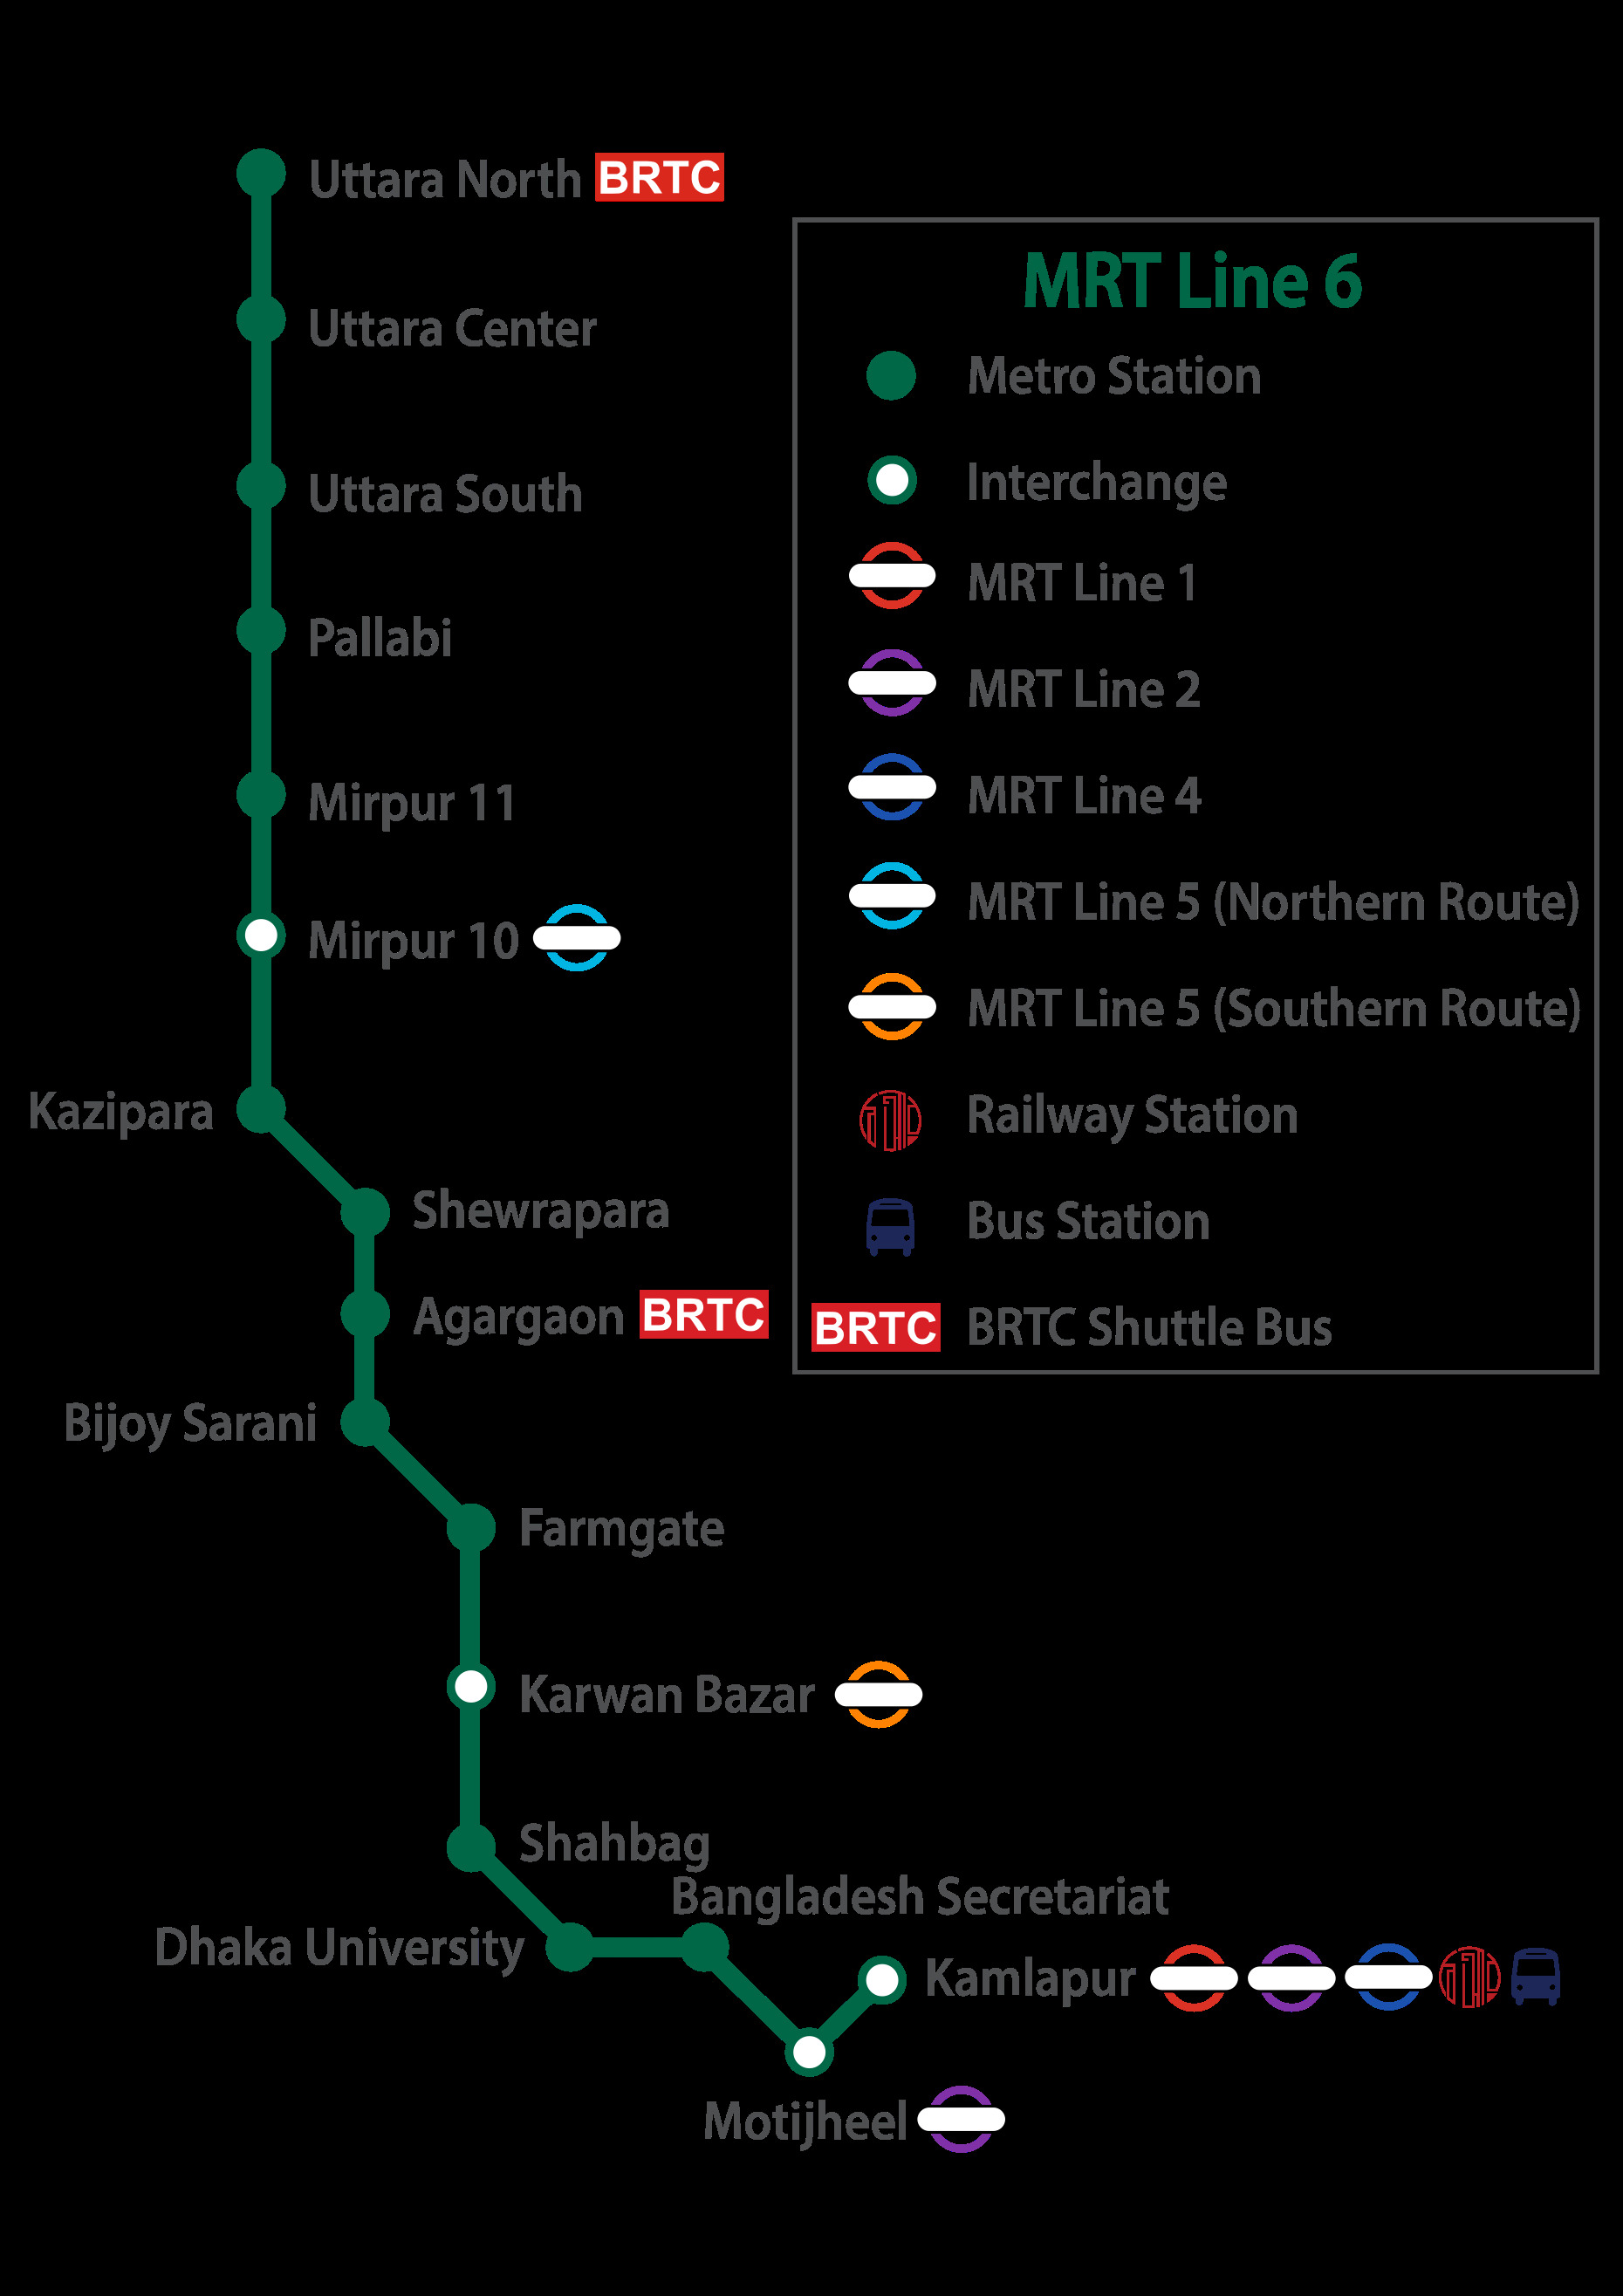 Uttara North BRTC
Uttara Center
Uttara South
Pallabi
Mirpur 11
Mirpur 10
Kazipara
Shewrapara
Agargaon BRTC
Bijoy Sarani
Farmgate
Karwan Bazar
Shahbag
Bangladesh Secretariat
Dhaka University
Kamlapur
Motijheel
MRT Line 6
Metro Station
Interchange
MRT Line 1
MRT Line 2
MRT Line 4
MRT Line 5 (Northern Route)
MRT Line 5 (Southern Route)
Railway Station
Bus Station
BRTC BRTC Shuttle Bus